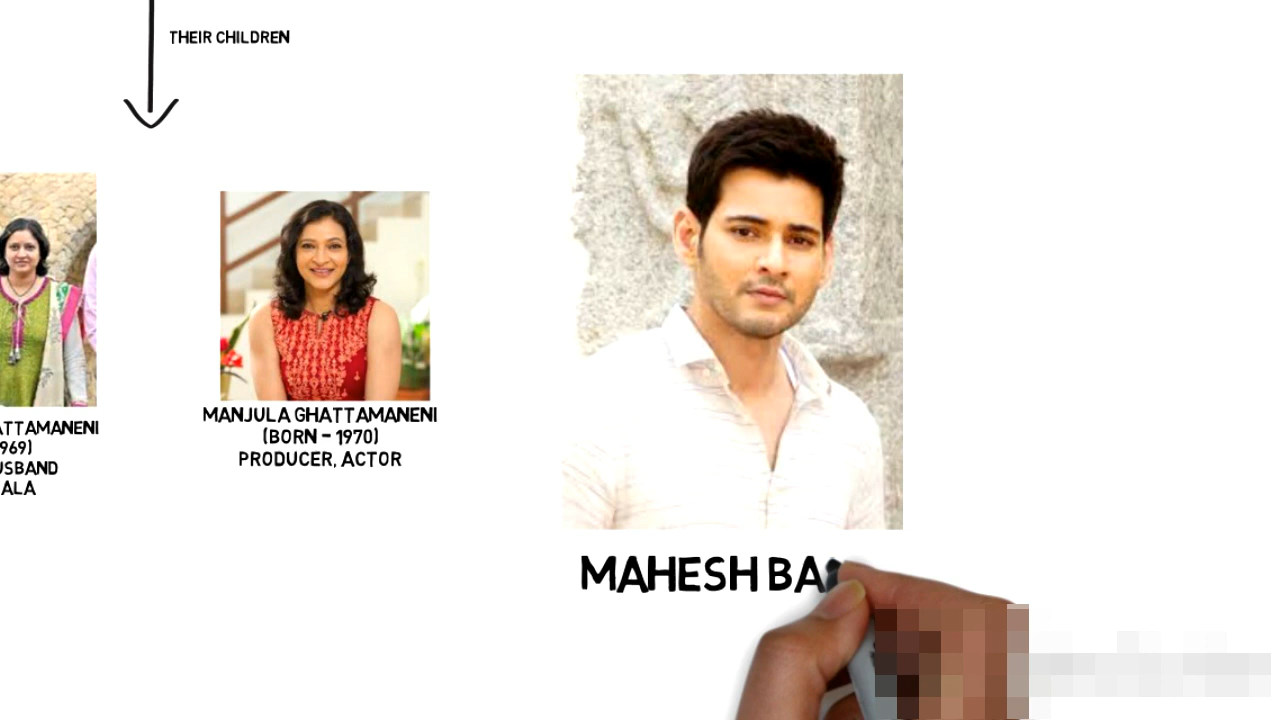 THEIR CHILDREN
ATTAMANENI
969)
USBAND
ALA
MANJULA GHATTAMANENI
(BORN - 1970)
PRODUCER, ACTOR
MAHESH BA